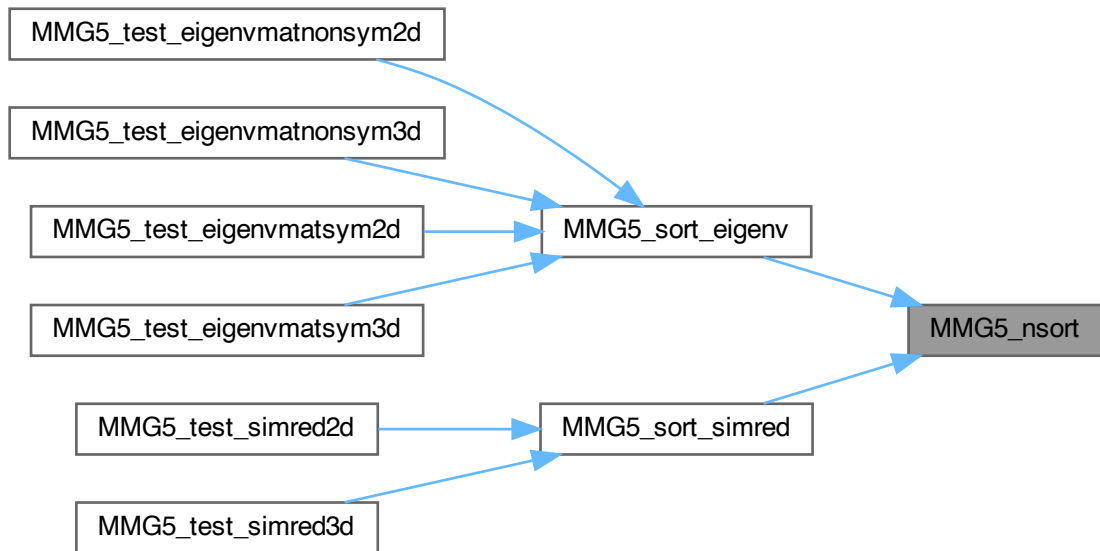 MMG5_test_eigenvmatnonsym2d
MMG5_test_eigenvmatnonsym3d
MMG5_test_eigenvmatsym2d
MMG5_sort_eigenv
MMG5_test_eigenvmatsym3d
MMG5_nsort
MMG5_test_simred2d
MMG5_sort_simred
MMG5_test_simred3d